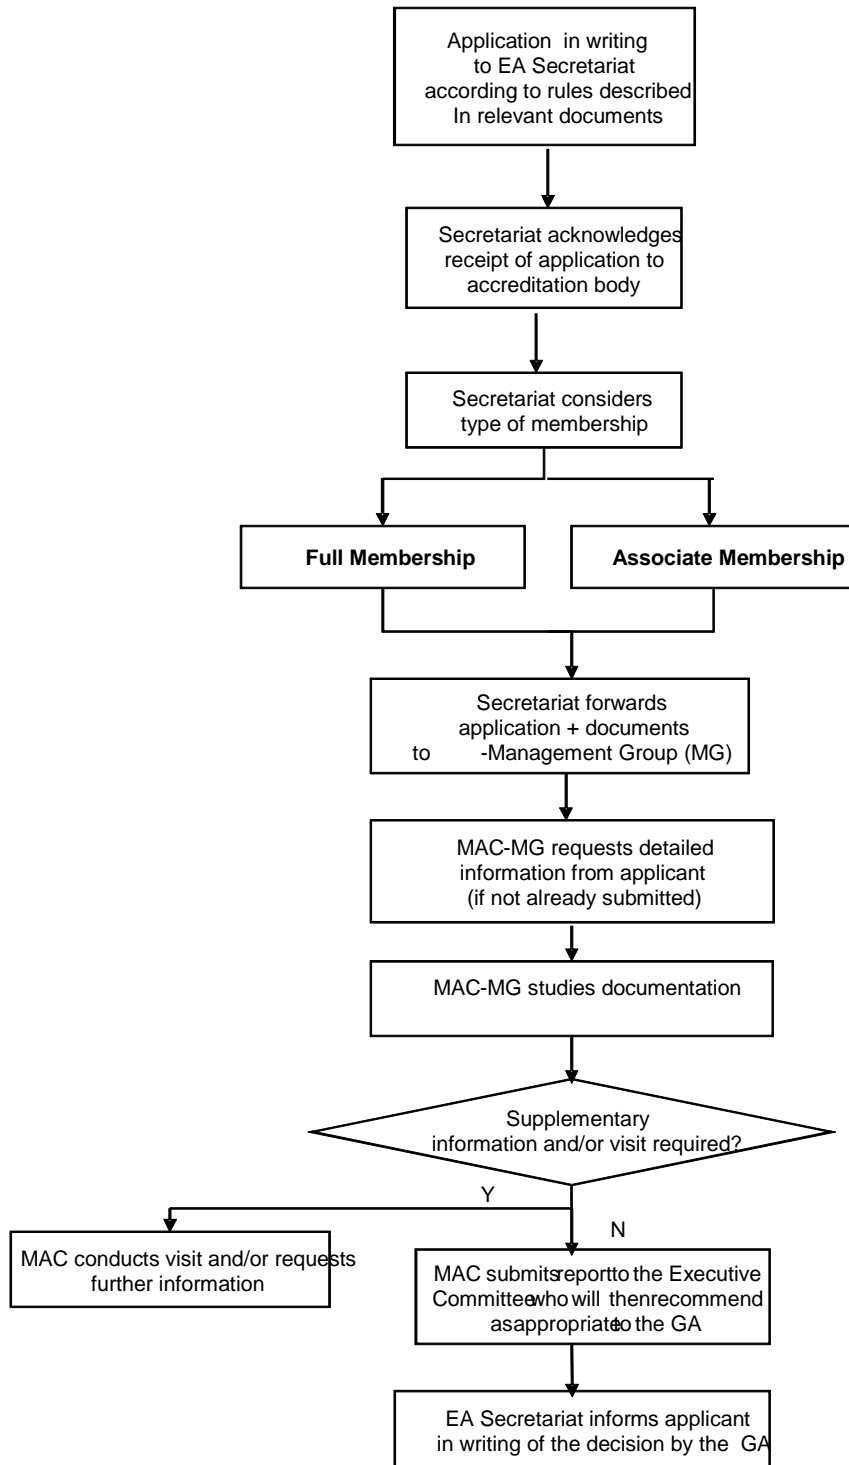 Application in writing
to EA Secretariat
according to rules described
In relevant documents
Secretariat acknowledges
receipt of application to
accreditation body
Secretariat considers
type of membership
Full Membership
Associate Membership
Secretariat forwards
application + documents
to -Management Group (MG)
MAC-MG requests detailed
information from applicant
(if not already submitted)
MAC-MG studies documentation
Supplementary
information and/or visit required?
Y
N
MAC conducts visit and/or requests
further information
MAC submits report to the Executive
Committee who will then recommend
as appropriate to the GA
EA Secretariat informs applicant
in writing of the decision by the GA